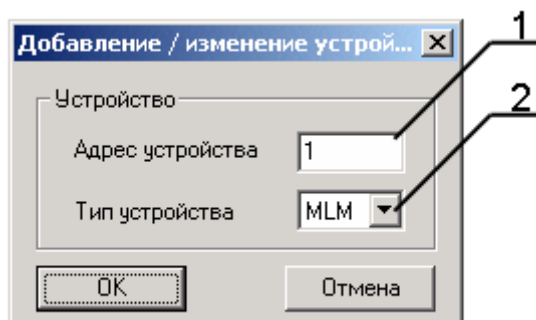 Добавление / изменение устрой...
1
Устройство
2
Адрес устройства 1
Тип устройства MLM
OK Отмена